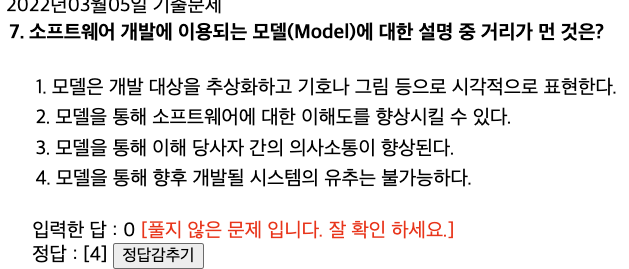 2022년03월05일 기출문제
7. 소프트웨어 개발에 이용되는 모델(Model)에 대한 설명 중 거리가 먼 것은?
1. 모델은 개발 대상을 추상화하고 기호나 그림 등으로 시각적으로 표현한다.
2. 모델을 통해 소프트웨어에 대한 이해도를 향상시킬 수 있다.
3. 모델을 통해 이해 당사자 간의 의사소통이 향상된다.
4. 모델을 통해 향후 개발될 시스템의 유추는 불가능하다.
입력한 답 : 0 [풀지 않은 문제 입니다. 잘 확인 하세요.]
정답 : [4] 정답감추기